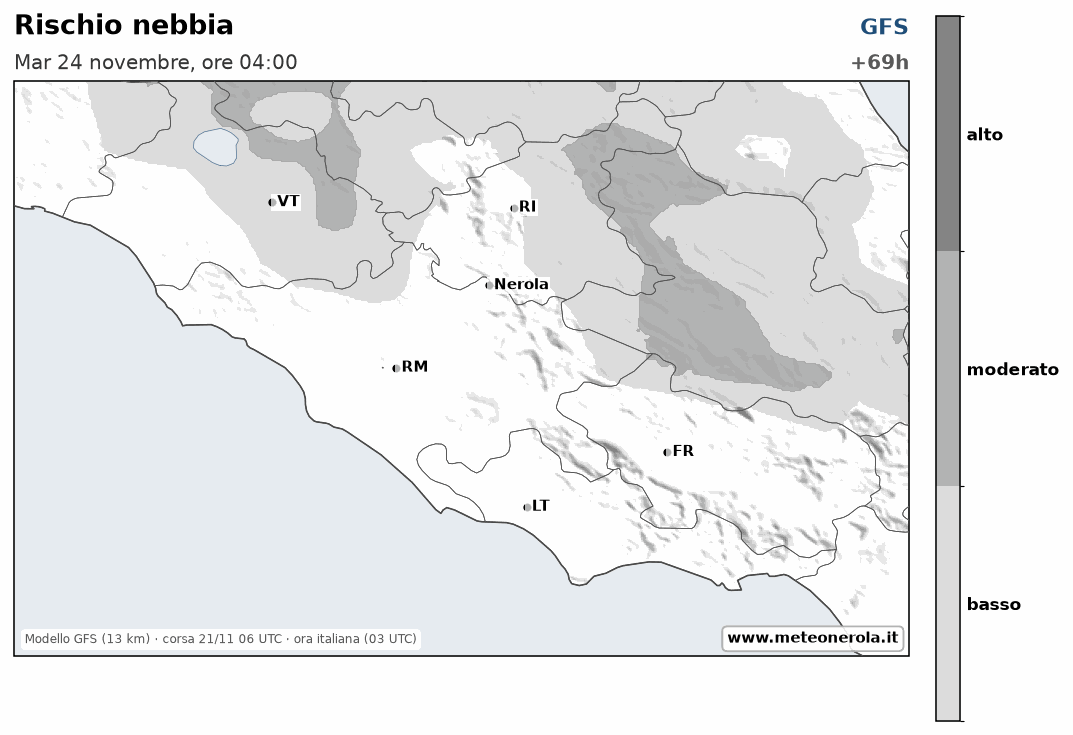 Rischio nebbia
GFS
Mar 24 novembre, ore 04:00
+69h
alto
VT
RI
Nerola
RM
moderato
FR
LT
basso
Modello GFS (13 km) · corsa 21/11 06 UTC · ora italiana (03 UTC)
www.meteonerola.it